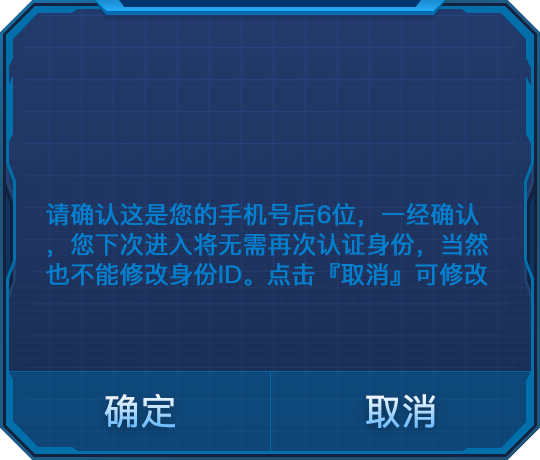 请确认这是您的手机号后6位，一经确认
，您下次进入将无需再次认证身份，当然
也不能修改身份ID。点击『取消』可修改
确定
取消